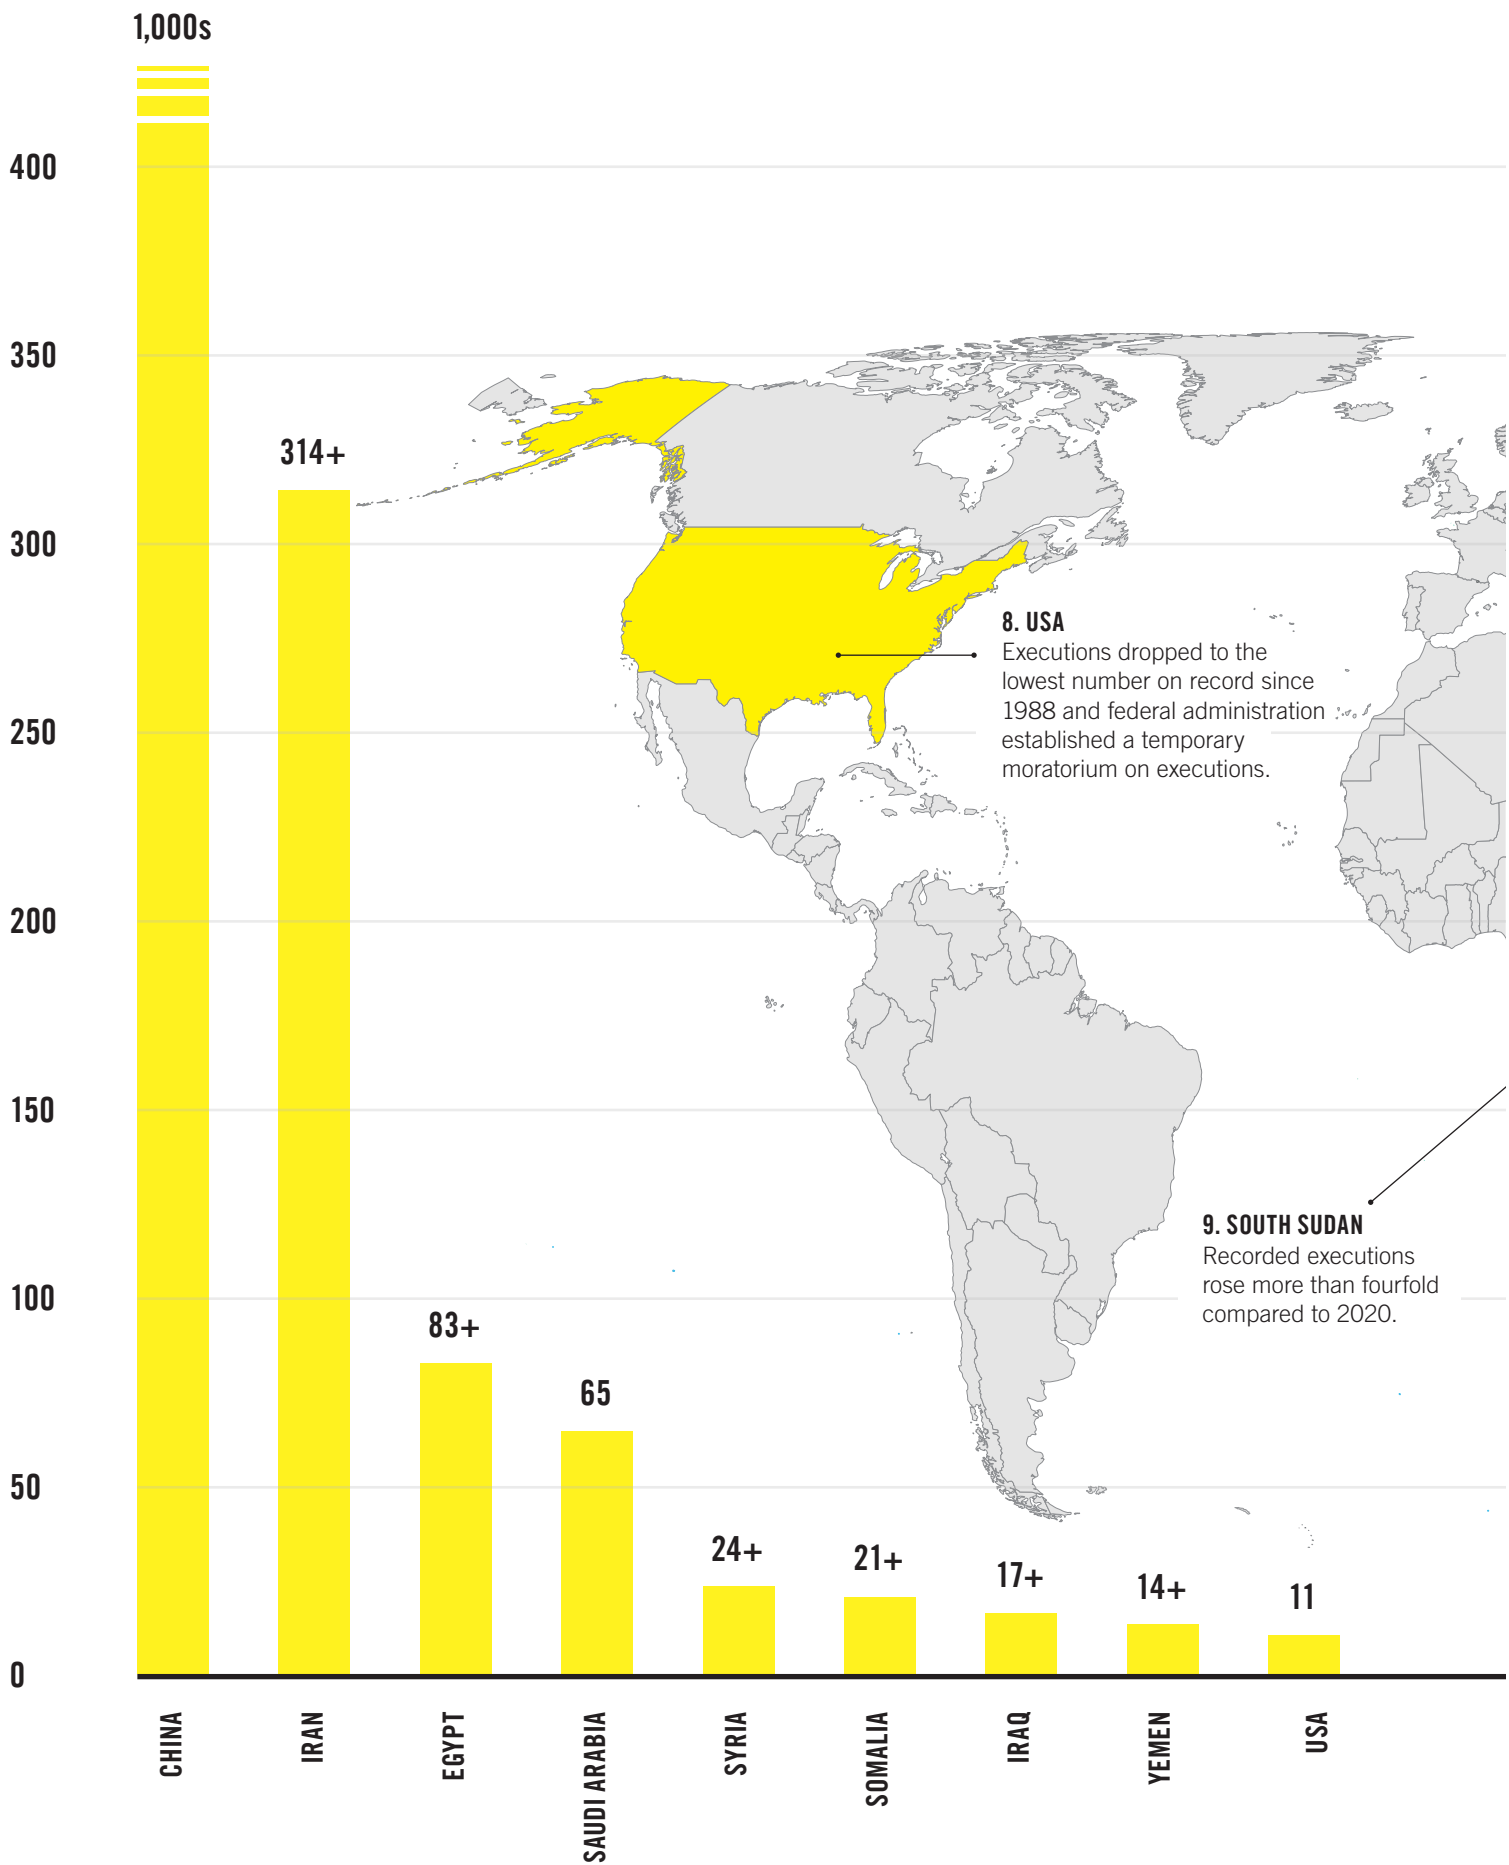 1,000s
400
350
300
250
200
150
100
50
0
314+
83+
65
24+
21+
17+
14+
11
8. USA
Executions dropped to the
lowest number on record since
1988 and federal administration
established a temporary
moratorium on executions.
9. SOUTH SUDAN
Recorded executions
rose more than fourfold
compared to 2020.
CHINA
IRAN
EGYPT
SAUDI ARABIA
SYRIA
SOMALIA
IRAQ
YEMEN
USA